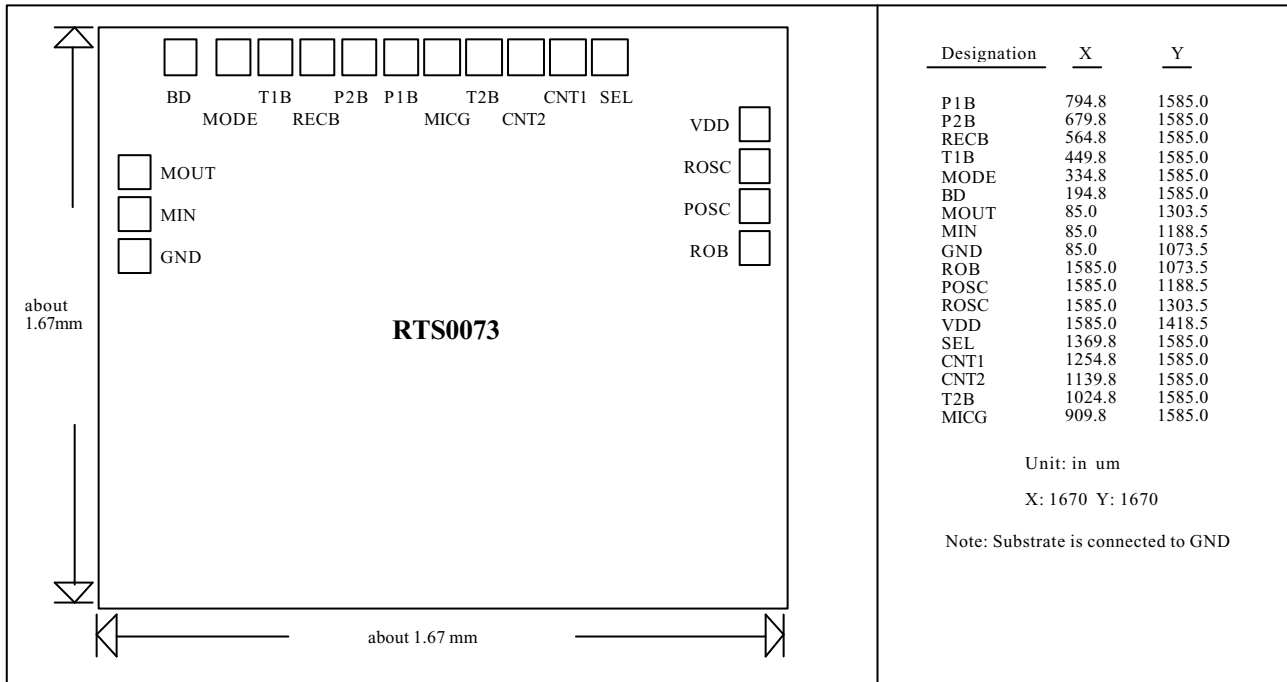 BD T1B P2B P1B T2B CNT1 SEL
MODE RECB MICG CNT2
VDD
ROSC
POSC
ROB
MOUT
MIN
GND
about
1.67mm
RTS0073
about 1.67 mm
Designation X Y
P1B 794.8 1585.0
P2B 679.8 1585.0
RECB 564.8 1585.0
T1B 449.8 1585.0
MODE 334.8 1585.0
BD 194.8 1585.0
MOUT 85.0 1303.5
MIN 85.0 1188.5
GND 85.0 1073.5
ROB 1585.0 1073.5
POSC 1585.0 1188.5
ROSC 1585.0 1303.5
VDD 1585.0 1418.5
SEL 1369.8 1585.0
CNT1 1254.8 1585.0
CNT2 1139.8 1585.0
T2B 1024.8 1585.0
MICG 909.8 1585.0
Unit: in um
X: 1670 Y: 1670
Note: Substrate is connected to GND